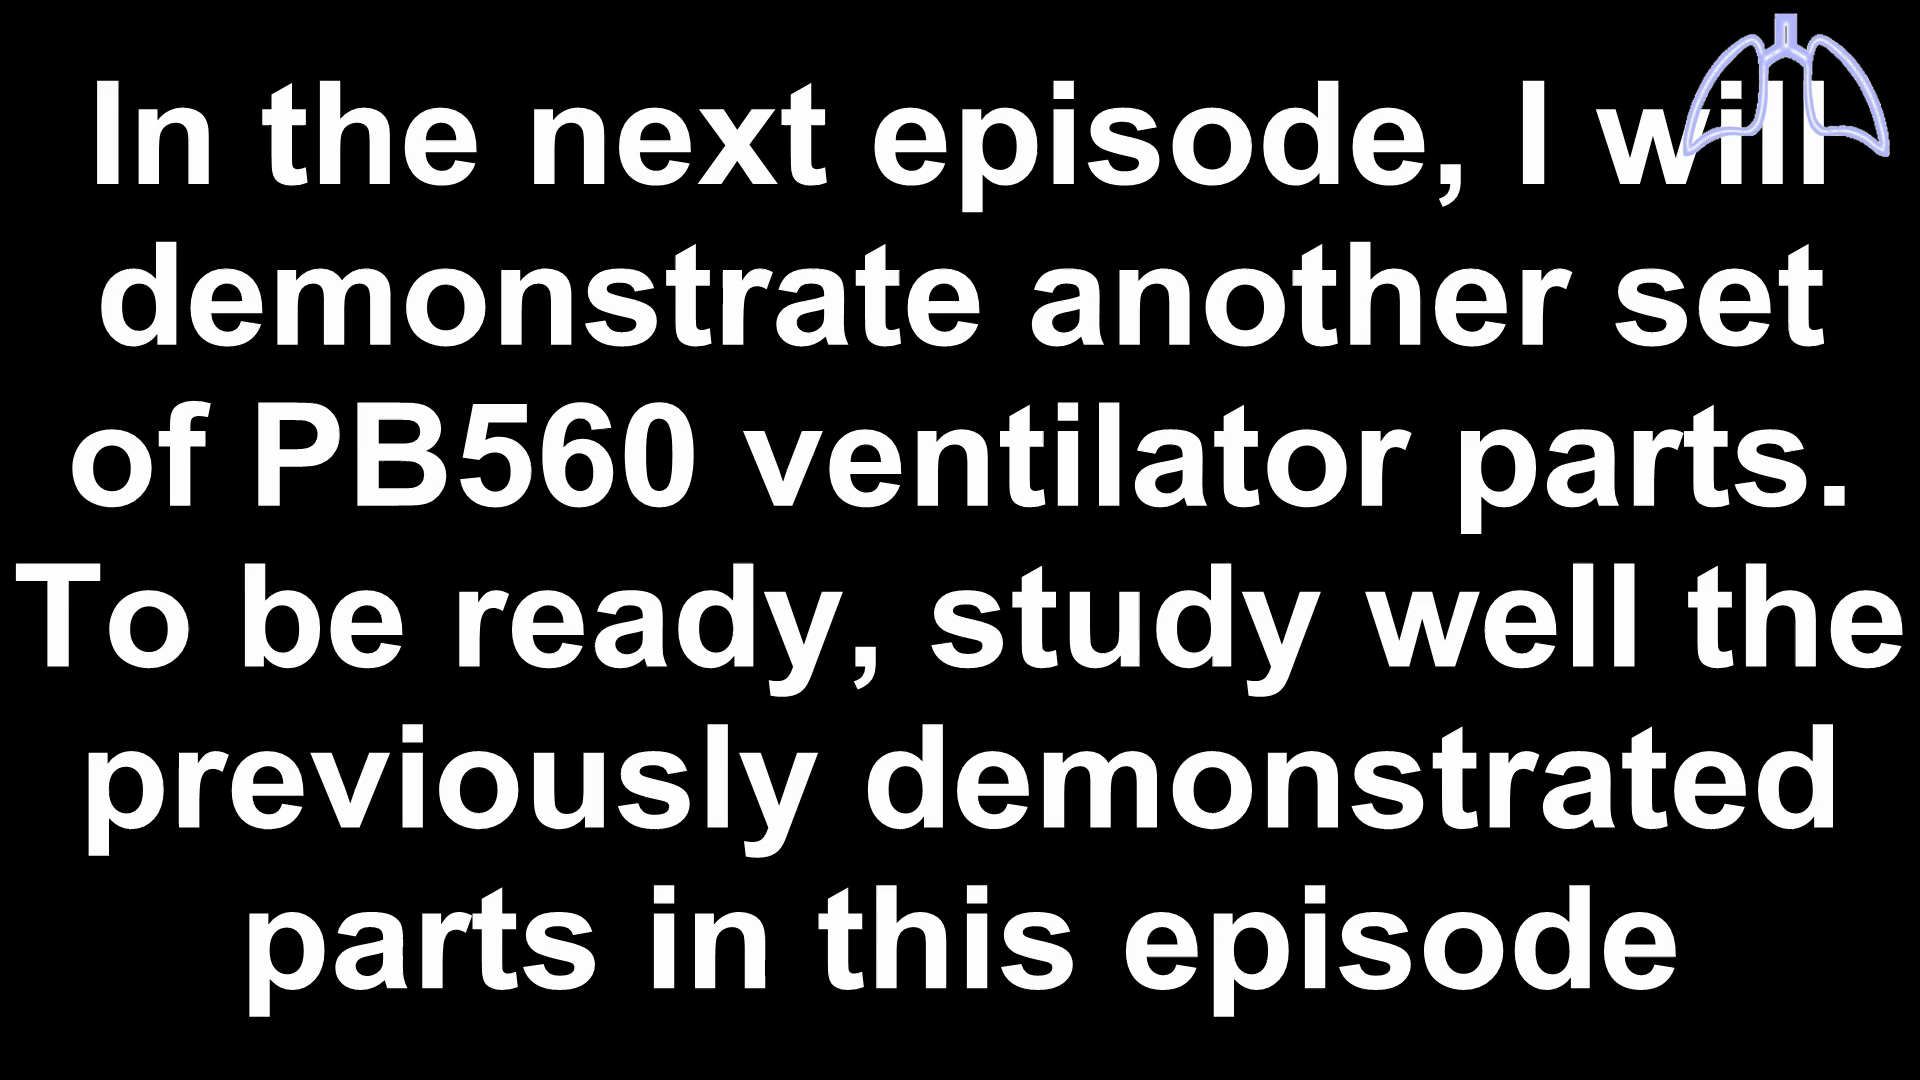 In the next episode, I will
demonstrate another set
of PB560 ventilator parts.
To be ready, study well the
previously demonstrated
parts in this episode